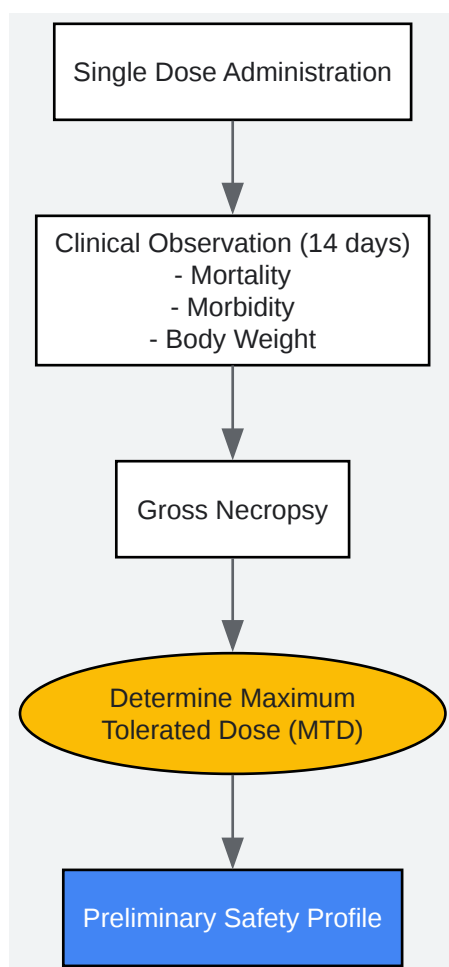 Single Dose Administration
Clinical Observation (14 days)
- Mortality
- Morbidity
- Body Weight
Gross Necropsy
Determine Maximum
Tolerated Dose (MTD)
Preliminary Safety Profile